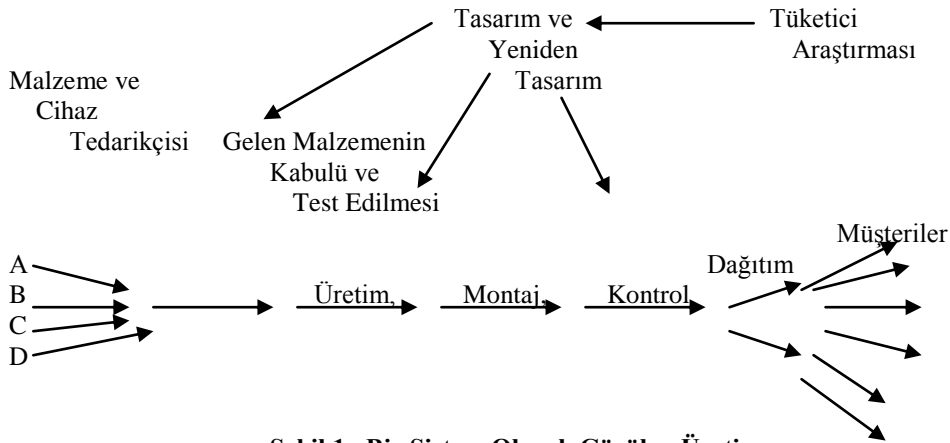 Tasarım ve
Yeniden
Tasarım
Tüketici
Araştırması
Malzeme ve
Cihaz
Tedarikçisi
Gelen Malzemenin
Kabulü ve
Test Edilmesi
Müşteriler
Dağıtım
A
B
C
D
Üretim, Montaj, Kontrol